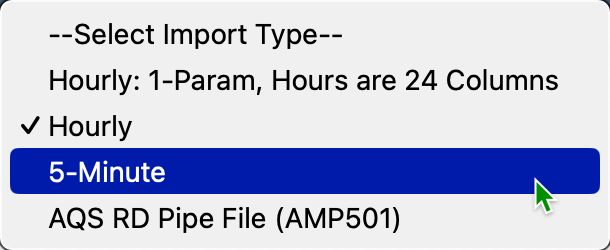 --Select Import Type--
Hourly: 1-Param, Hours are 24 Columns
✓ Hourly
5-Minute
AQS RD Pipe File (AMP501)